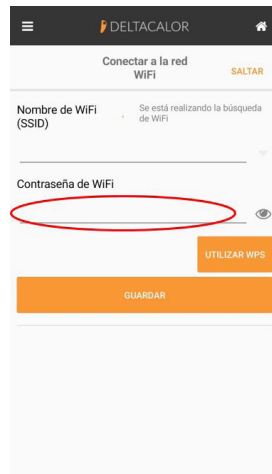 DELTACALOR
Conectar a la red
WiFi
SALTAR
Nombre de WiFi
(SSID)
Se está realizando la búsqueda
de WiFi
Contraseña de WiFi
UTILIZAR WPS
GUARDAR